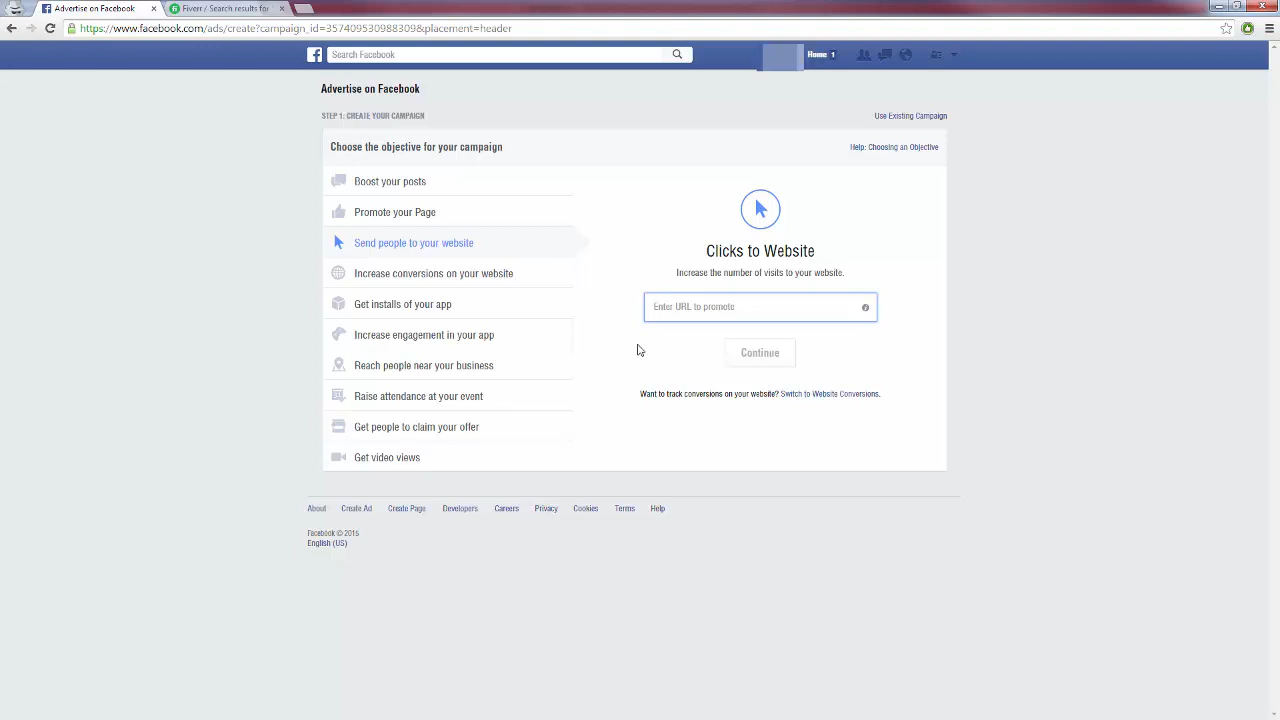 Advertise on Facebook
Fiverr / Search results for
https://www.facebook.com/ads/create?campaign_id=357409530988309&placement=header
Search Facebook
Home 1
Advertise on Facebook
STEP 1: CREATE YOUR CAMPAIGN
Use Existing Campaign
Choose the objective for your campaign
Help: Choosing an Objective
Boost your posts
Promote your Page
Send people to your website
Increase conversions on your website
Get installs of your app
Increase engagement in your app
Reach people near your business
Raise attendance at your event
Get people to claim your offer
Get video views
Clicks to Website
Increase the number of visits to your website.
Enter URL to promote
Continue
Want to track conversions on your website? Switch to Website Conversions.
About Create Ad Create Page Developers Careers Privacy Cookies Terms Help
Facebook © 2015
English (US)